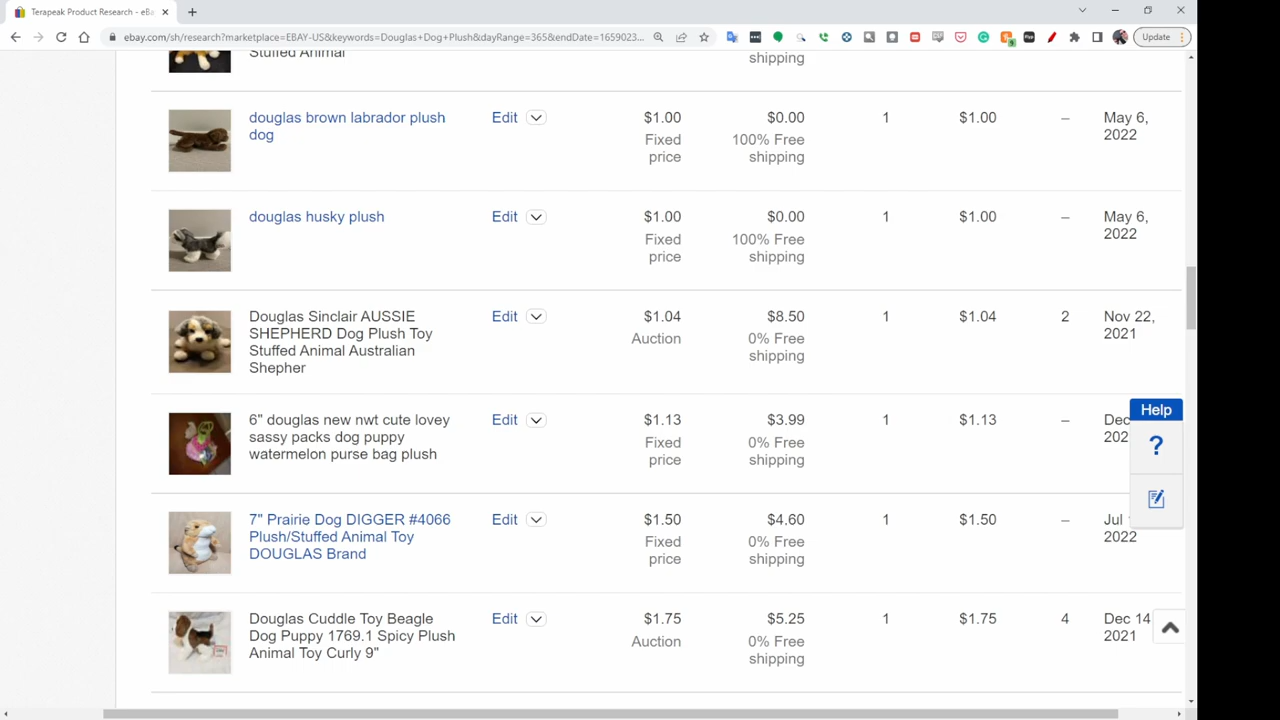 Terapeak Product Research - eBa
ebay.com/sh/research?marketplace=EBAY-US&keywords=Douglas+Dog+Plush&dayRange=365&endDate=1659023...
Update
Stuffed Animal
shipping
douglas brown labrador plush
dog
Edit
$1.00
Fixed
price
$0.00
100% Free
shipping
1
$1.00
–
May 6,
2022
douglas husky plush
Edit
$1.00
Fixed
price
$0.00
100% Free
shipping
1
$1.00
–
May 6,
2022
Douglas Sinclair AUSSIE
SHEPHERD Dog Plush Toy
Stuffed Animal Australian
Shepher
Edit
$1.04
Auction
$8.50
0% Free
shipping
1
$1.04
2
Nov 22,
2021
6" douglas new nwt cute lovey
sassy packs dog puppy
watermelon purse bag plush
Edit
$1.13
Fixed
price
$3.99
0% Free
shipping
1
$1.13
–
Dec
202
Help
?
7" Prairie Dog DIGGER #4066
Plush/Stuffed Animal Toy
DOUGLAS Brand
Edit
$1.50
Fixed
price
$4.60
0% Free
shipping
1
$1.50
–
Jul
2022
Douglas Cuddle Toy Beagle
Dog Puppy 1769.1 Spicy Plush
Animal Toy Curly 9"
Edit
$1.75
Auction
$5.25
0% Free
shipping
1
$1.75
4
Dec 14
2021